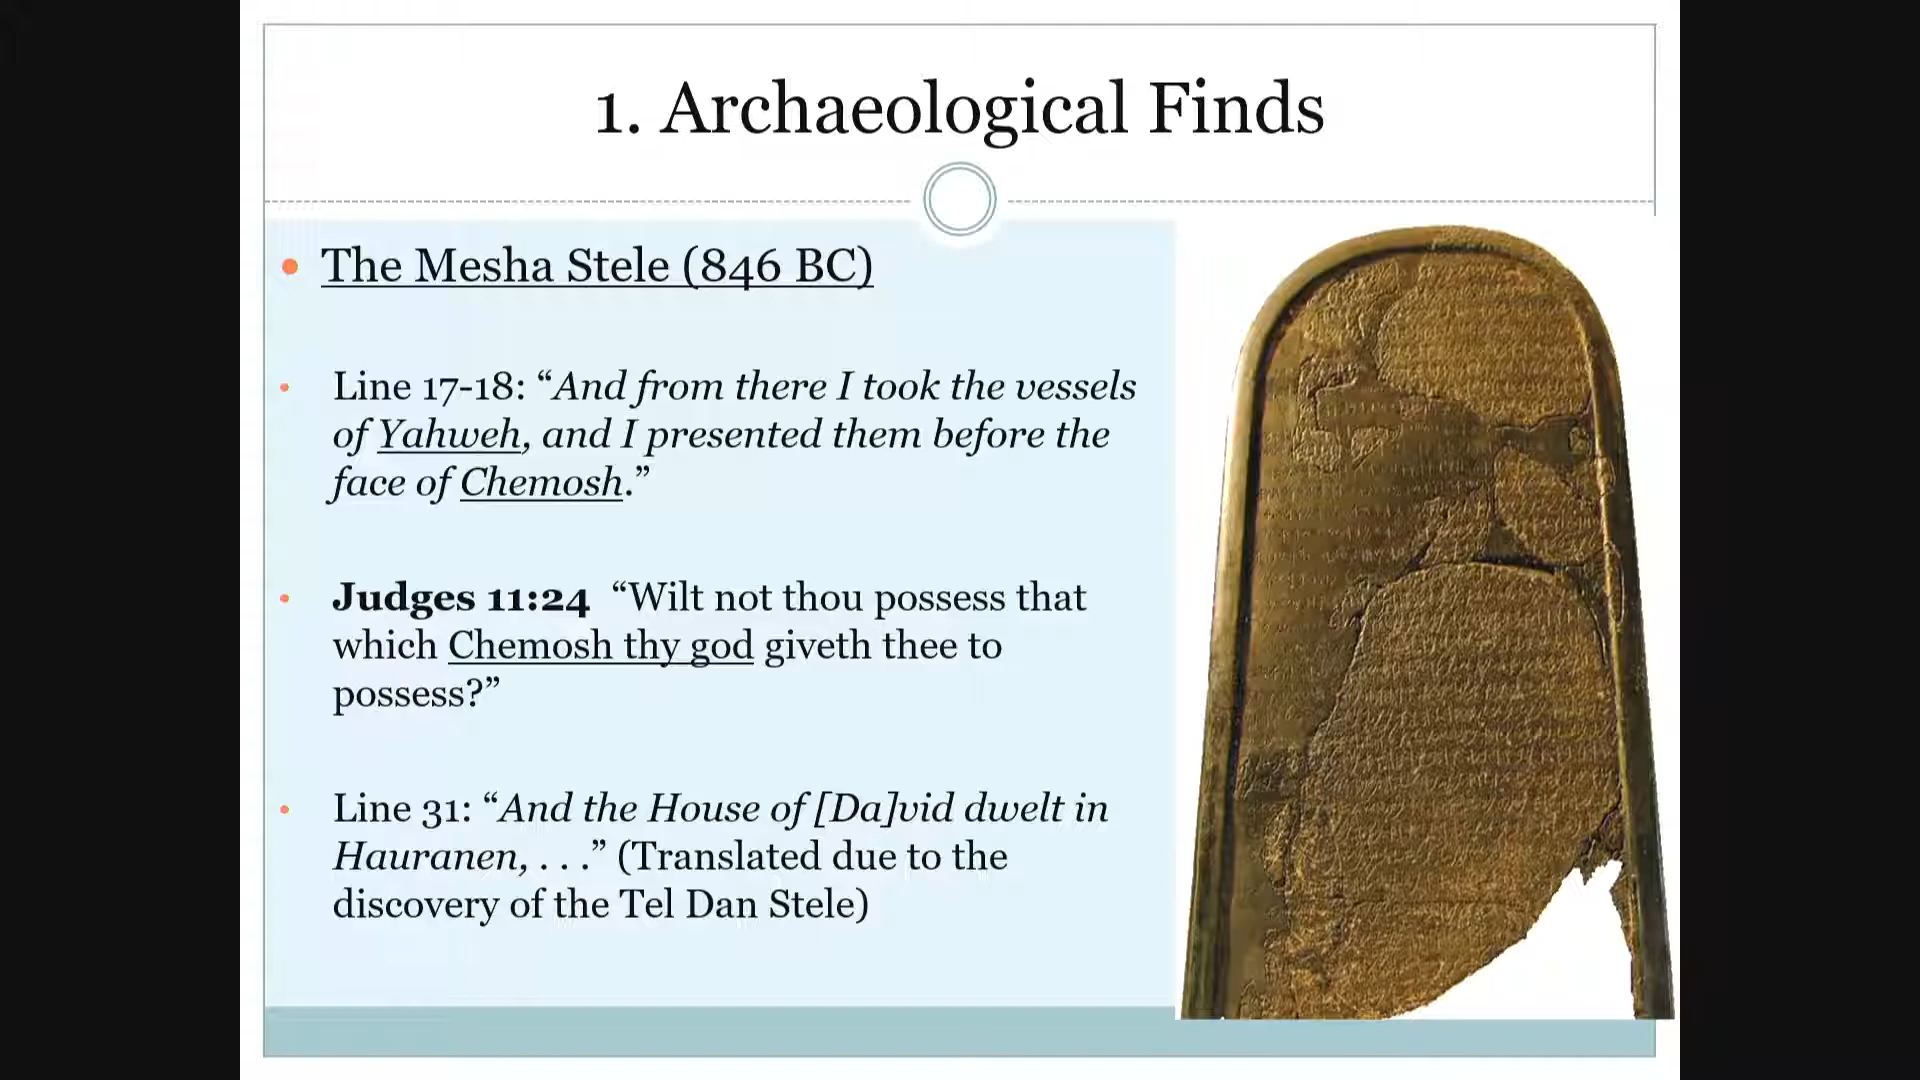 1. Archaeological Finds
The Mesha Stele (846 BC)
Line 17-18: “And from there I took the vessels
of Yahweh, and I presented them before the
face of Chemosh.”
Judges 11:24 “Wilt not thou possess that
which Chemosh thy god giveth thee to
possess?”
Line 31: “And the House of [Da]vid dwelt in
Hauranen, . . .” (Translated due to the
discovery of the Tel Dan Stele)